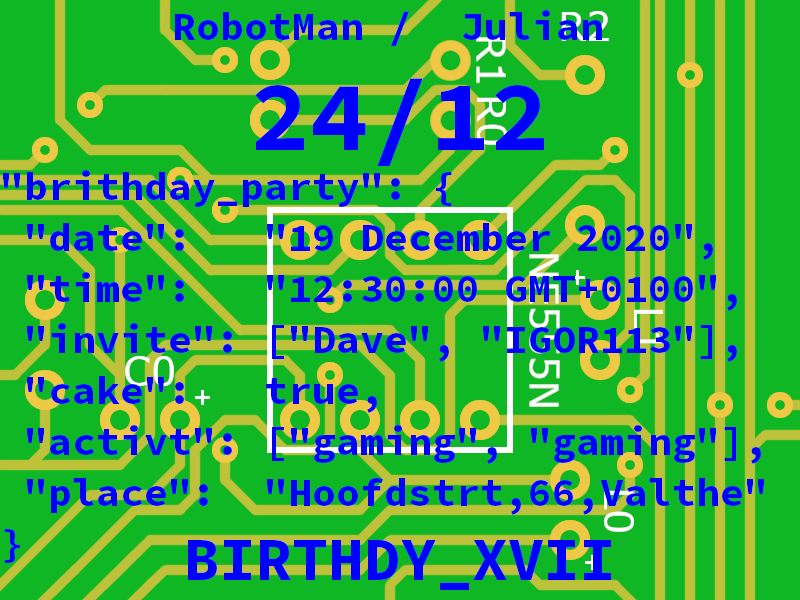 RobotMan / Julian
24/12
"brithday_party": {
"date": "19 December 2020",
"time": "12:30:00 GMT+0100",
"invite": ["Dave", "IGOR113"],
"cake": true,
"activt": ["gaming", "gaming"],
"place": "Hoofdstrt,66,Valthe"
}
BIRTHDY_XVII
R2
R1
R0
C0
+
+
L1
L0
+